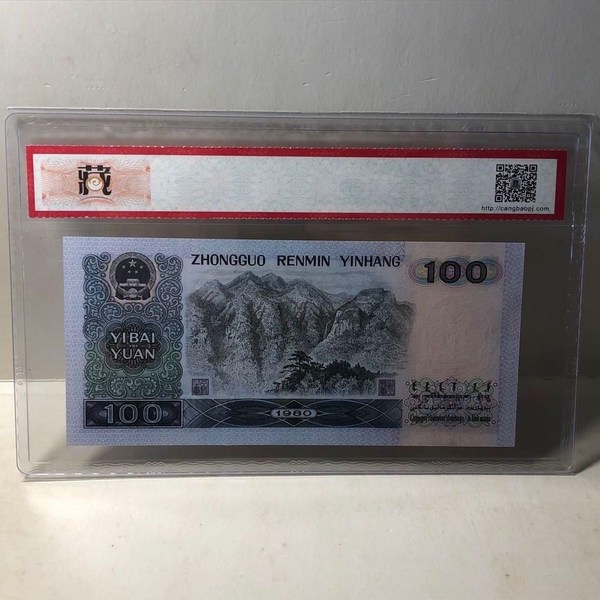 藏
http://cangbaopj.com
ZHONGGUO RENMIN YINHANG
100
YIBAI
YUAN
100
1980